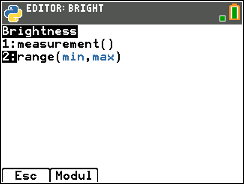 EDITOR: BRIGHT
Brightness
1:measurement()
2:range(min,max)
Esc Modul